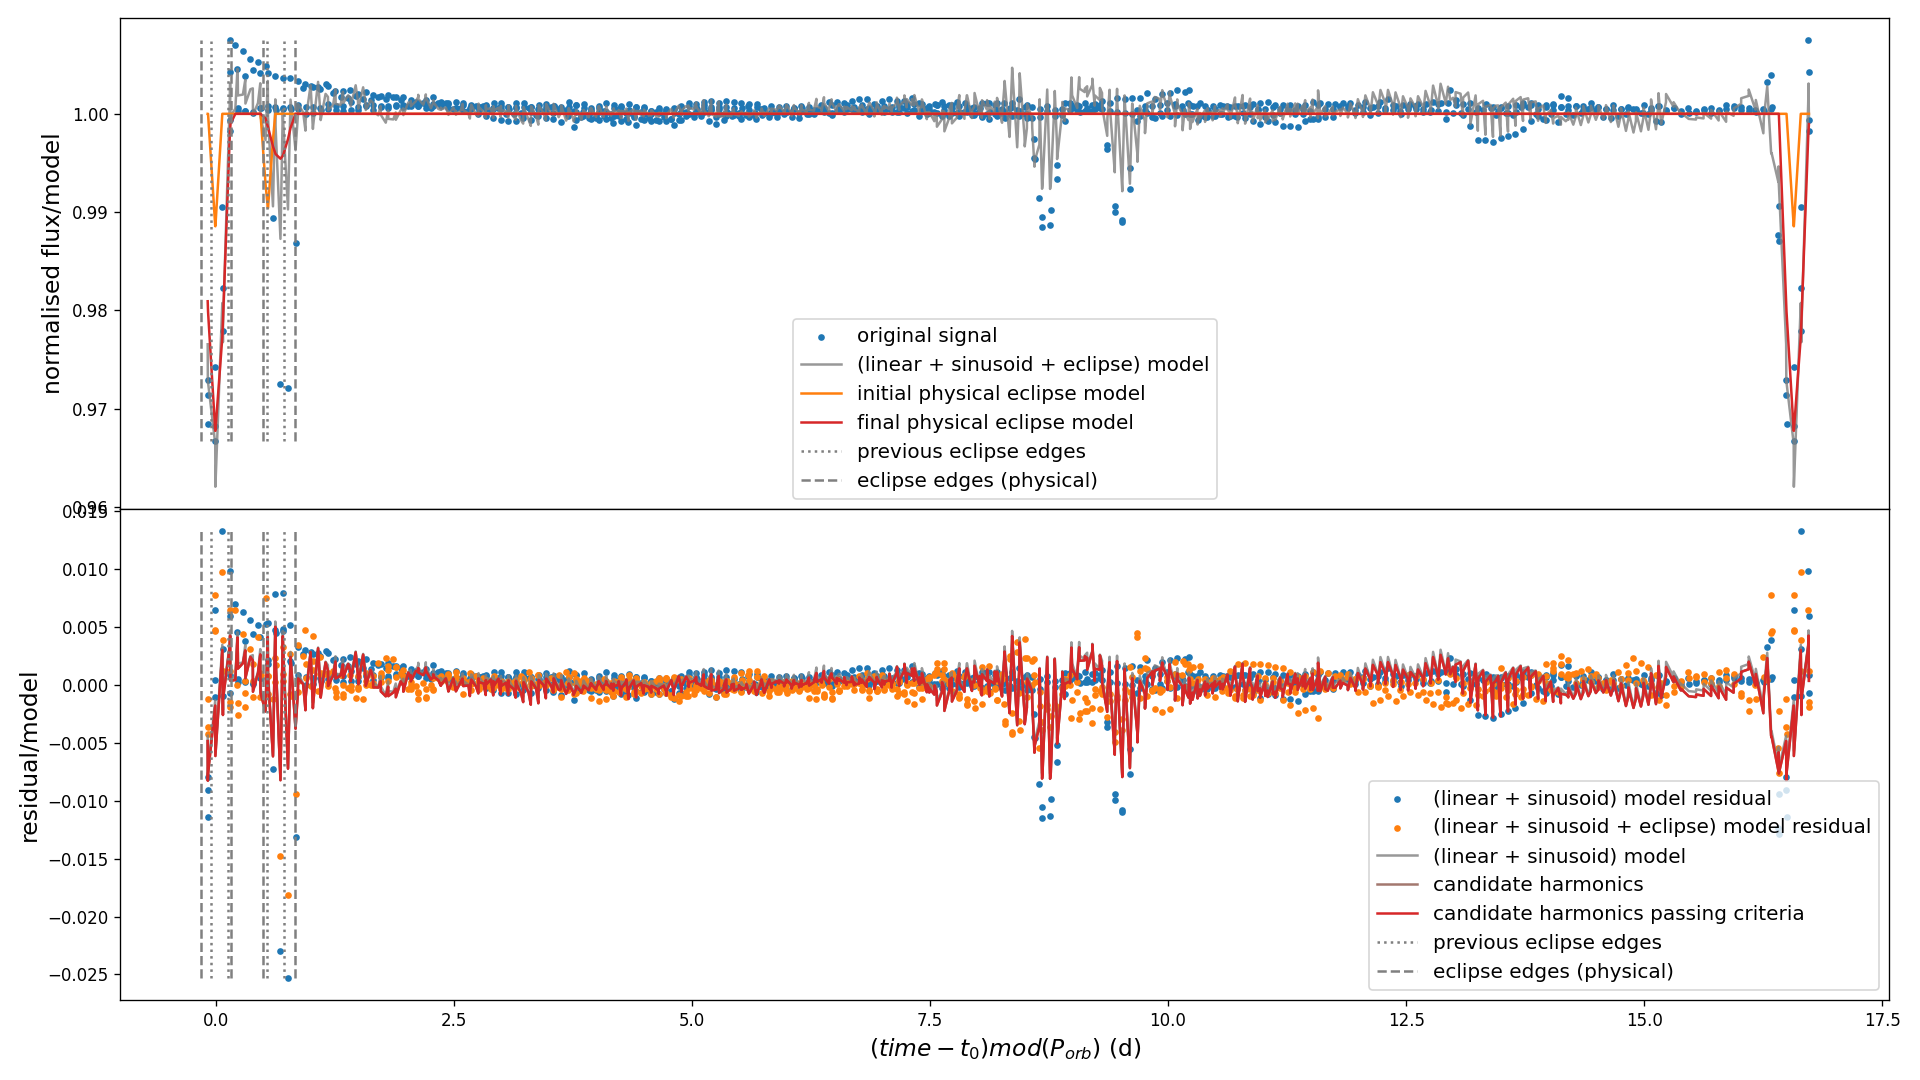 normalised flux/model
1.00
0.99
0.98
0.97
0.96
original signal
(linear + sinusoid + eclipse) model
initial physical eclipse model
final physical eclipse model
previous eclipse edges
eclipse edges (physical)
residual/model
0.015
0.010
0.005
0.000
−0.005
−0.010
−0.015
−0.020
−0.025
(linear + sinusoid) model residual
(linear + sinusoid + eclipse) model residual
(linear + sinusoid) model
candidate harmonics
candidate harmonics passing criteria
previous eclipse edges
eclipse edges (physical)
0.0 2.5 5.0 7.5 10.0 12.5 15.0 17.5
(time − t₀)mod(P_orb) (d)